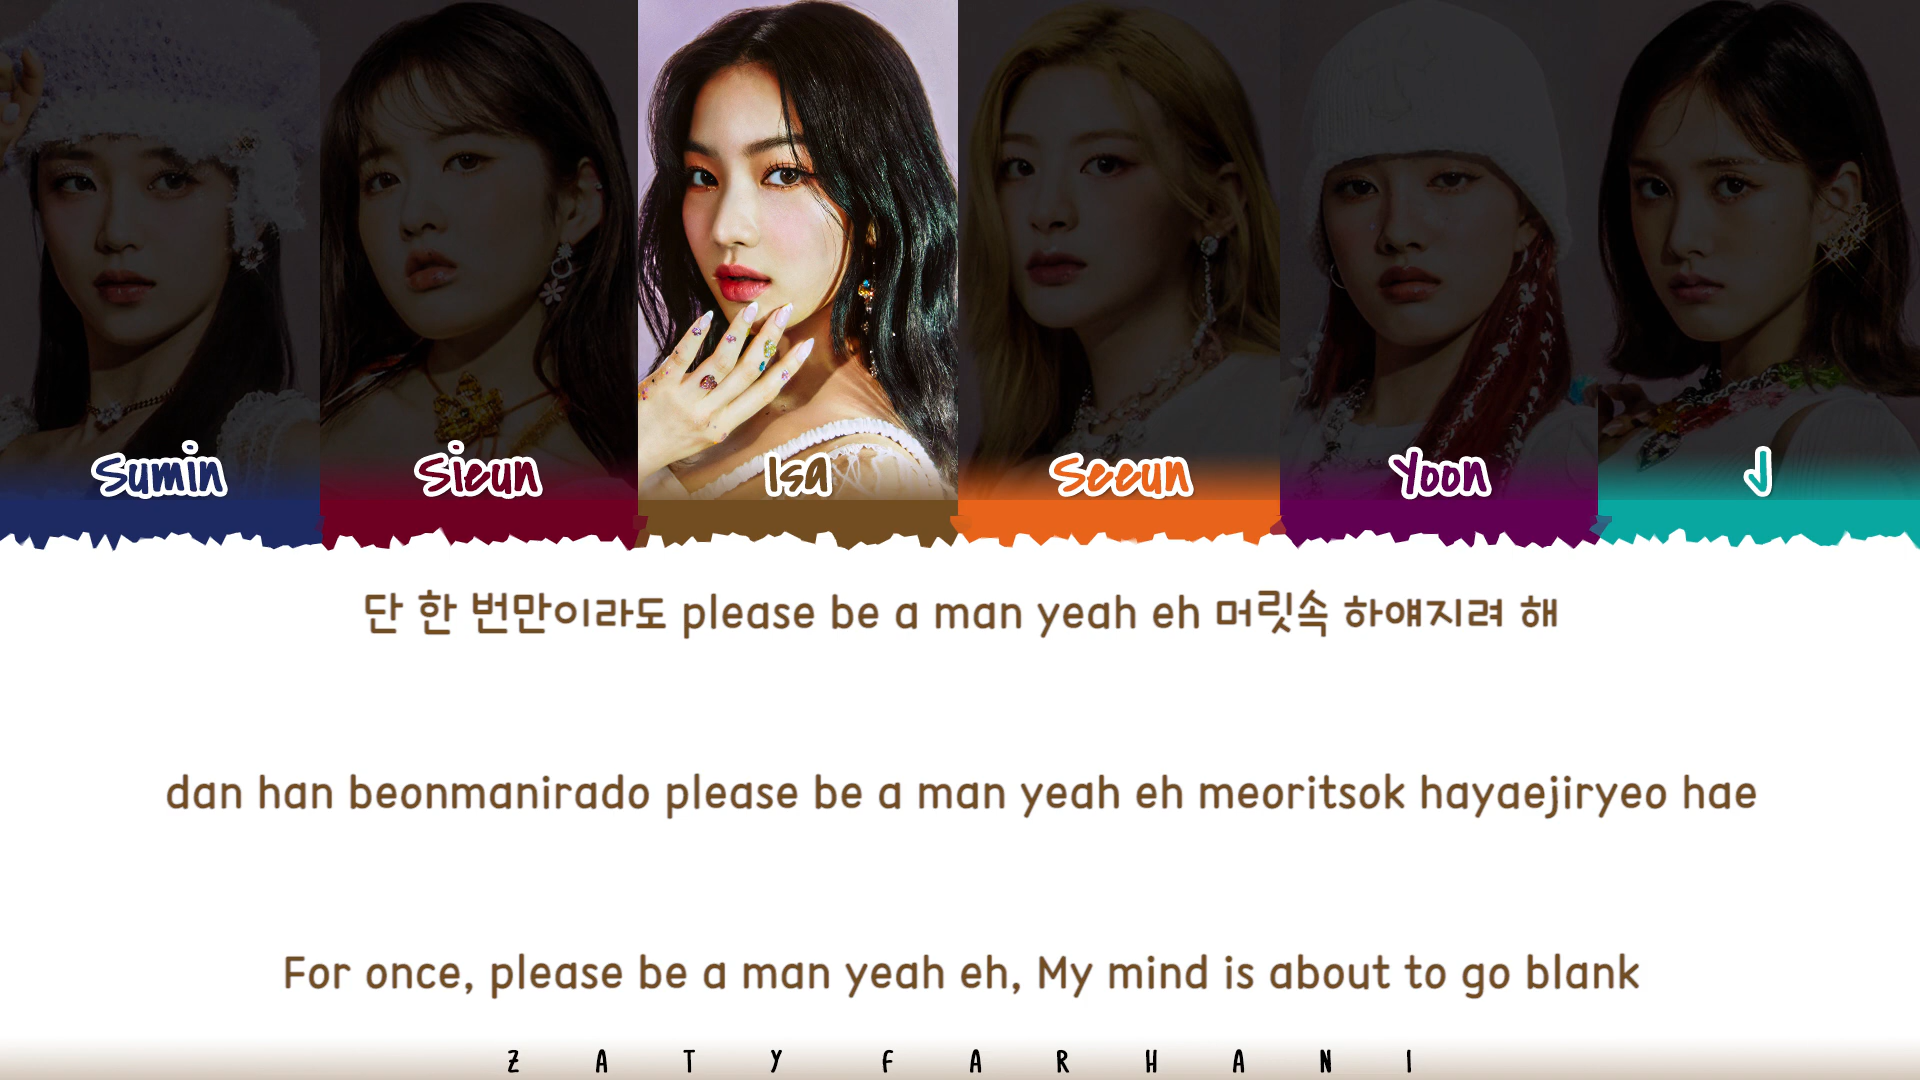 Sumin Sieun Isa Seeun Yoon J
단 한 번만이라도 please be a man yeah eh 머릿속 하얘지려 해
dan han beonmanirado please be a man yeah eh meoritsok hayaejiryeo hae
For once, please be a man yeah eh, My mind is about to go blank
ZATY FARHANI